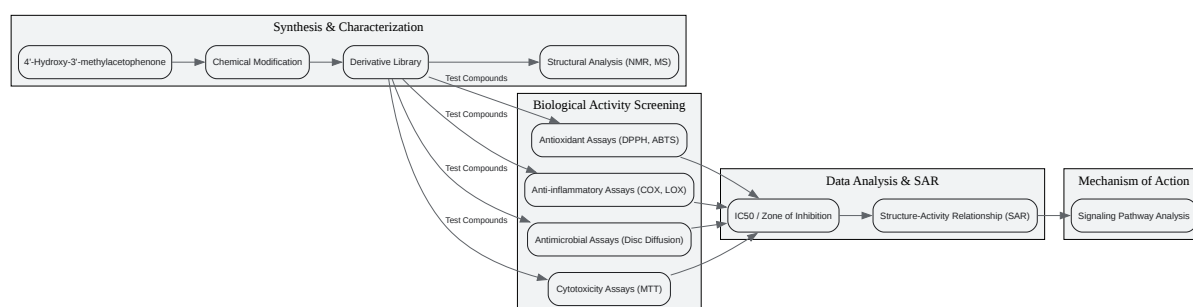 Synthesis & Characterization
4'-Hydroxy-3'-methylacetophenone
Chemical Modification
Derivative Library
Structural Analysis (NMR, MS)
Test Compounds
Test Compounds
Test Compounds
Test Compounds
Biological Activity Screening
Antioxidant Assays (DPPH, ABTS)
Anti-inflammatory Assays (COX, LOX)
Antimicrobial Assays (Disc Diffusion)
Cytotoxicity Assays (MTT)
Data Analysis & SAR
IC50 / Zone of Inhibition
Structure-Activity Relationship (SAR)
Mechanism of Action
Signaling Pathway Analysis